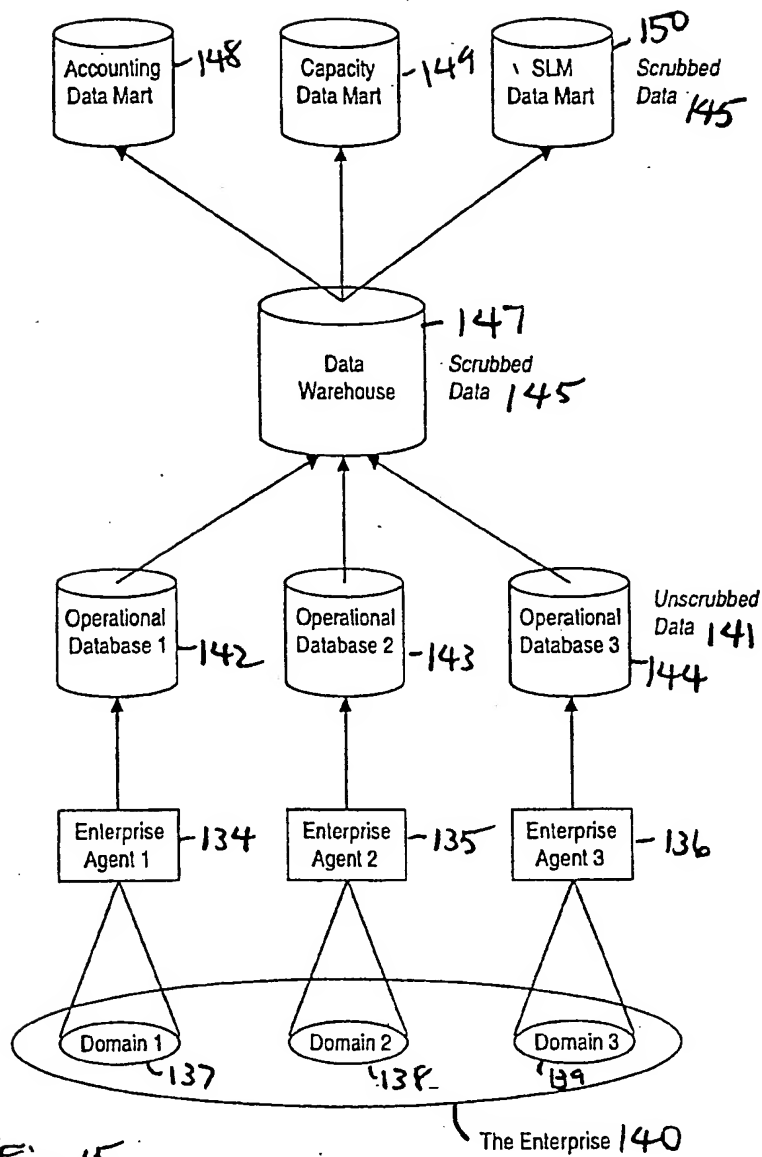 Accounting
Data Mart
148
Capacity
Data Mart
149
SLM
Data Mart
150
Scrubbed
Data 145
Data
Warehouse
147
Scrubbed
Data 145
Operational
Database 1
142
Operational
Database 2
143
Operational
Database 3
144
Unscrubbed
Data 141
Enterprise
Agent 1
134
Enterprise
Agent 2
135
Enterprise
Agent 3
136
Domain 1
137
Domain 2
138
Domain 3
139
The Enterprise 140
Fig. 15